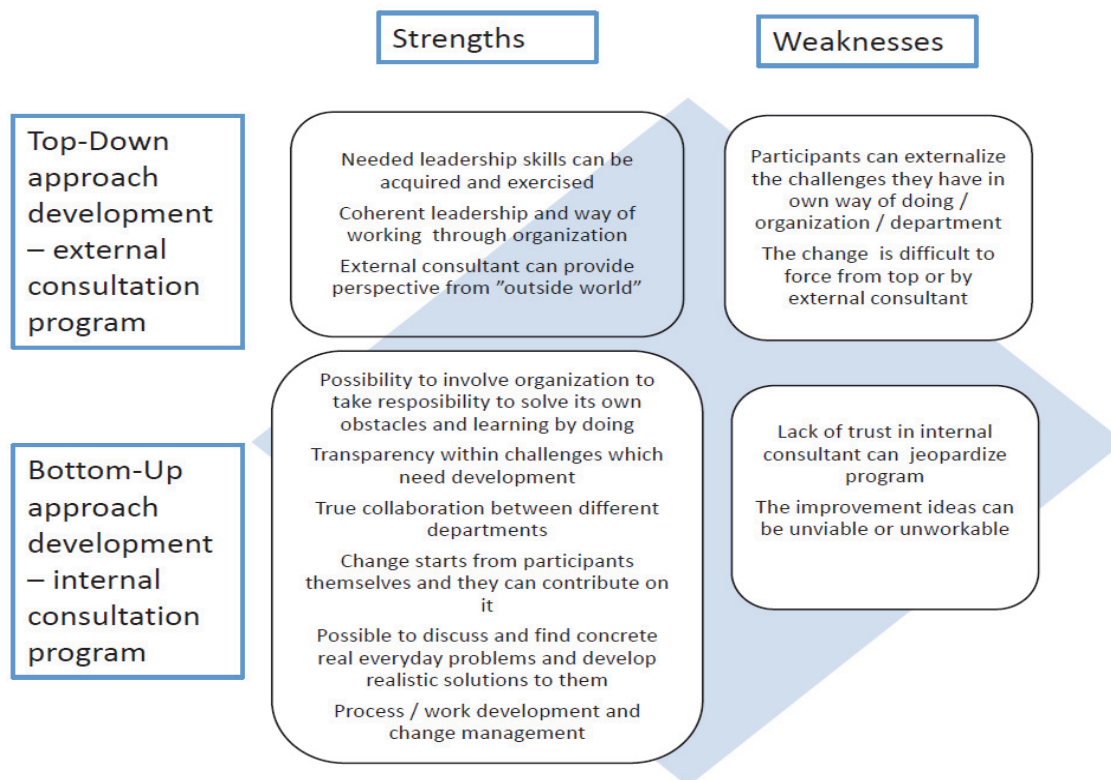 Strengths
Weaknesses
Top-Down
approach
development
– external
consultation
program
Needed leadership skills can be
acquired and exercised
Coherent leadership and way of
working through organization
External consultant can provide
perspective from ”outside world”
Participants can externalize
the challenges they have in
own way of doing /
organization / department
The change is difficult to
force from top or by
external consultant
Bottom-Up
approach
development
– internal
consultation
program
Possibility to involve organization to
take resposibility to solve its own
obstacles and learning by doing
Transparency within challenges which
need development
True collaboration between different
departments
Change starts from participants
themselves and they can contribute on
it
Possible to discuss and find concrete
real everyday problems and develop
realistic solutions to them
Process / work development and
change management
Lack of trust in internal
consultant can jeopardize
program
The improvement ideas can
be unviable or unworkable